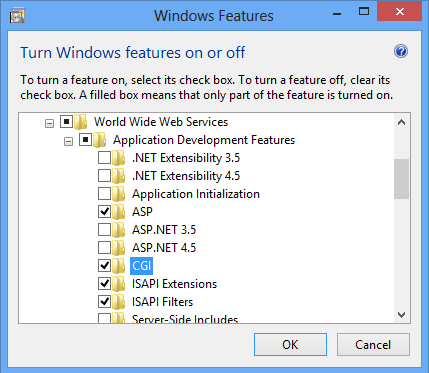 Windows Features
Turn Windows features on or off
To turn a feature on, select its check box. To turn a feature off, clear its
check box. A filled box means that only part of the feature is turned on.
World Wide Web Services
Application Development Features
.NET Extensibility 3.5
.NET Extensibility 4.5
Application Initialization
ASP
ASP.NET 3.5
ASP.NET 4.5
CGI
ISAPI Extensions
ISAPI Filters
Server-Side Includes
OK
Cancel